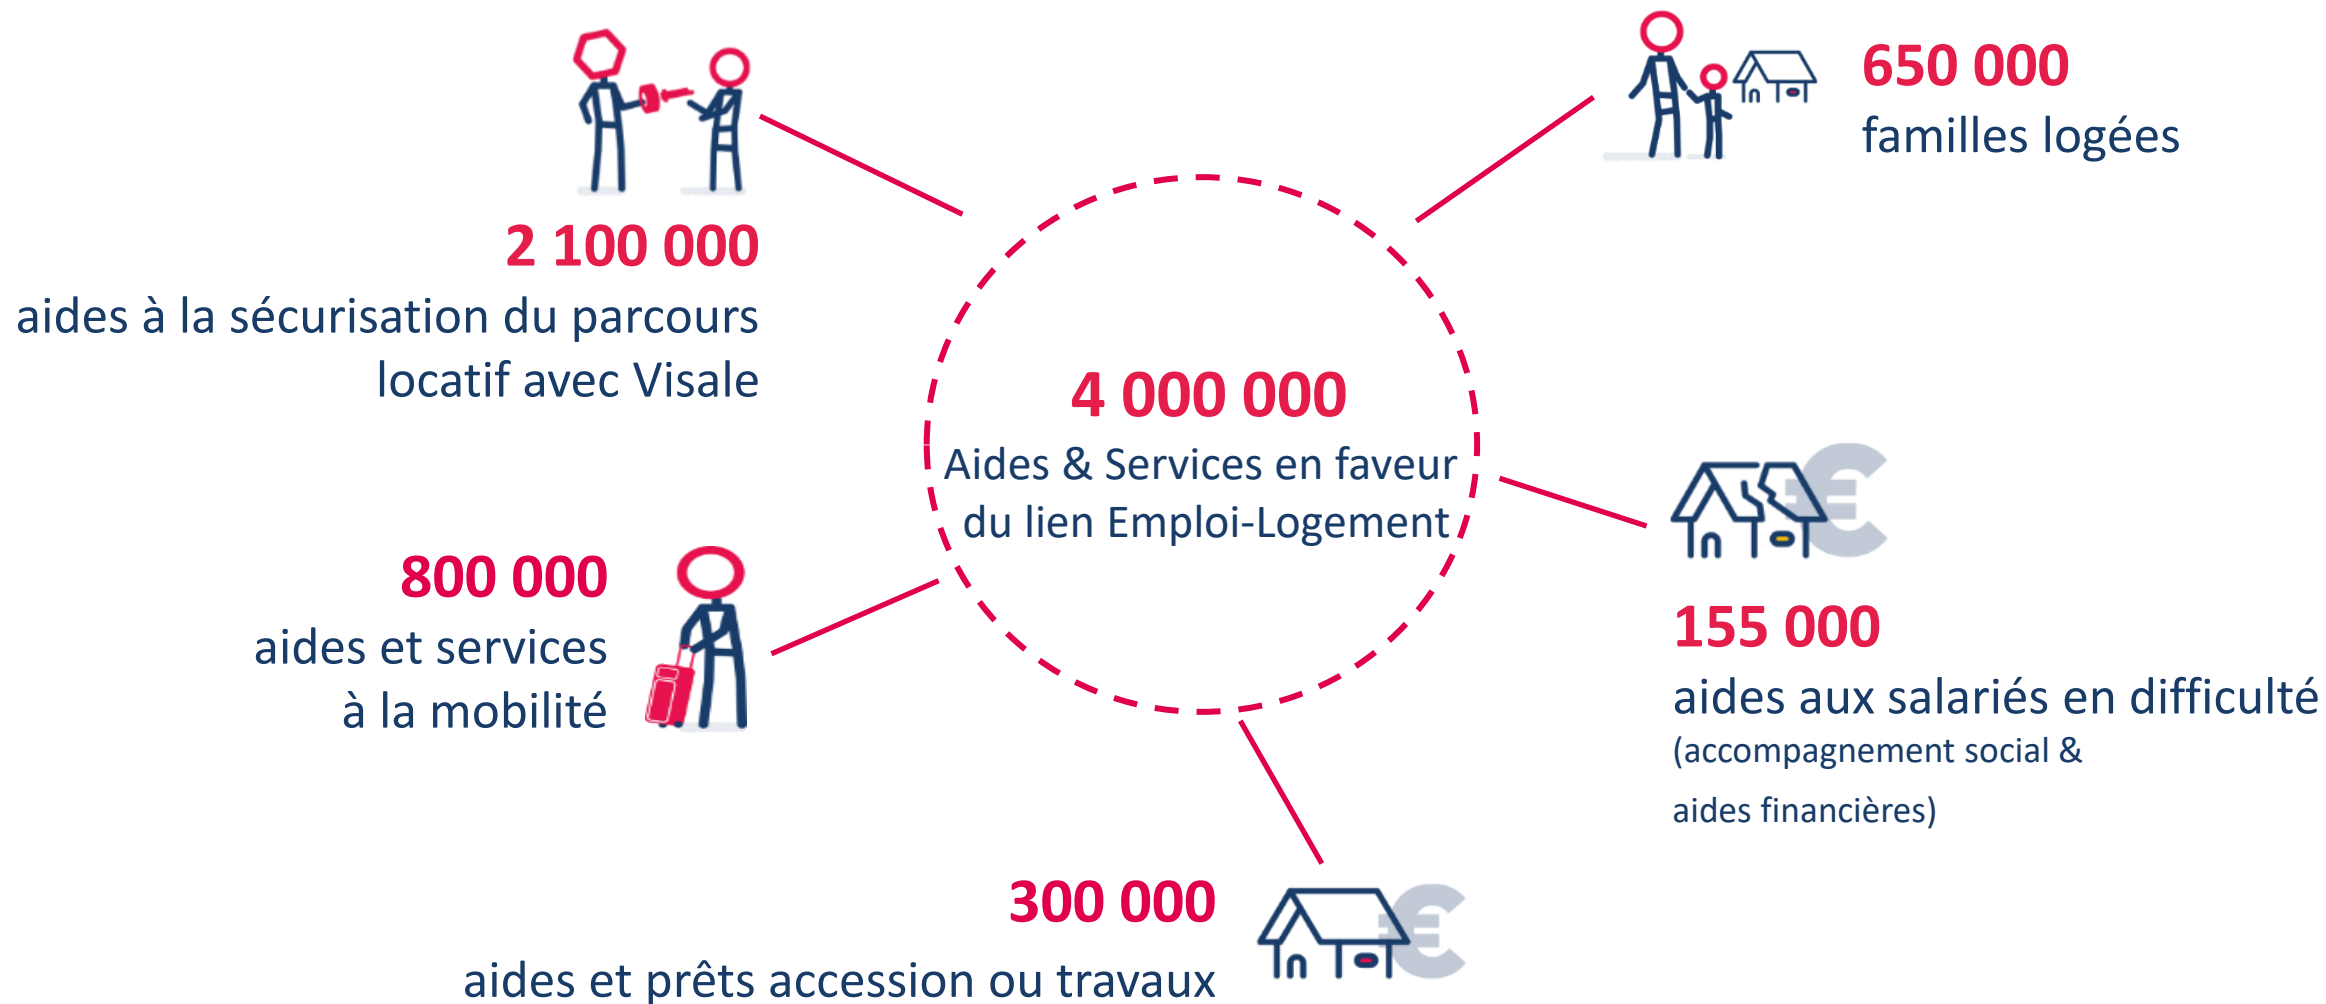 2 100 000
aides à la sécurisation du parcours
locatif avec Visale
650 000
familles logées
4 000 000
Aides & Services en faveur
du lien Emploi-Logement
800 000
aides et services
à la mobilité
155 000
aides aux salariés en difficulté
(accompagnement social &
aides financières)
300 000
aides et prêts accession ou travaux